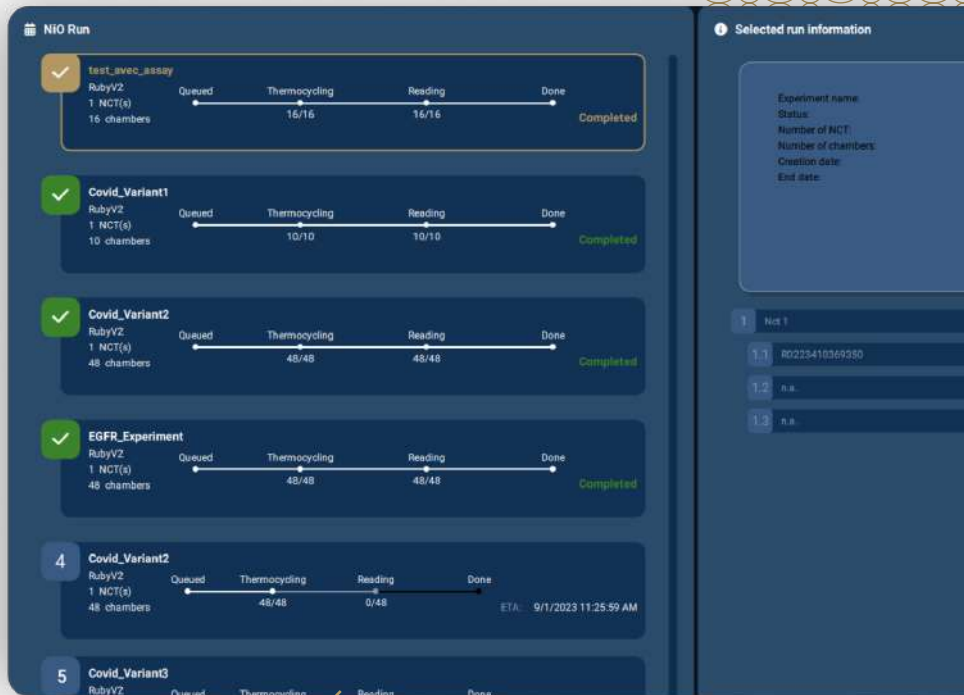 NiO Run
test_avec_assay
RubyV2
1 NCT(s)
16 chambers
Queued Thermocycling Reading Done
16/16 16/16
Completed
Covid_Variant1
RubyV2
1 NCT(s)
10 chambers
Queued Thermocycling Reading Done
10/10 10/10
Completed
Covid_Variant2
RubyV2
1 NCT(s)
48 chambers
Queued Thermocycling Reading Done
48/48 48/48
Completed
EGFR_Experiment
RubyV2
1 NCT(s)
48 chambers
Queued Thermocycling Reading Done
48/48 48/48
Completed
4 Covid_Variant2
RubyV2
1 NCT(s)
48 chambers
Queued Thermocycling Reading Done
48/48 0/48
ETA: 9/1/2023 11:25:59 AM
5 Covid_Variant3
RubyV2
Queued Thermocycling Reading Done
Selected run information
Experiment name:
Status:
Number of NCT:
Number of chambers:
Creation date:
End date:
1 Nct 1
1.1 RD223410369350
1.2 n.a.
1.3 n.a.